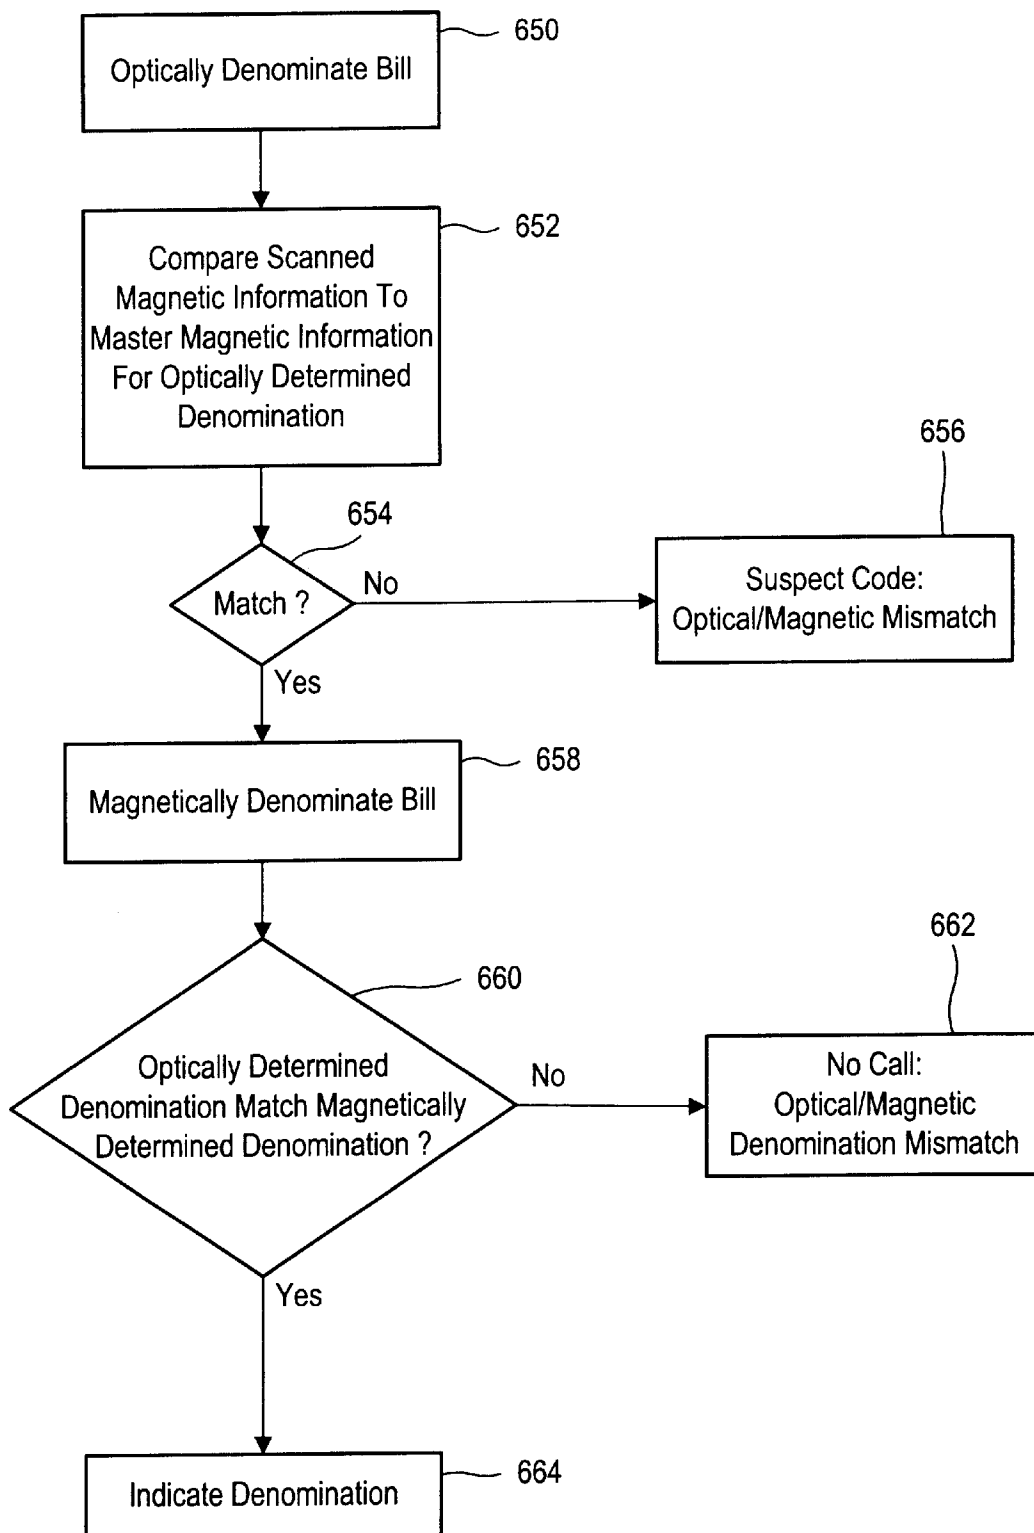 650
Optically Denominate Bill
652
Compare Scanned
Magnetic Information To
Master Magnetic Information
For Optically Determined
Denomination
654
Match ?
No
656
Suspect Code:
Optical/Magnetic Mismatch
Yes
658
Magnetically Denominate Bill
660
Optically Determined
Denomination Match Magnetically
Determined Denomination ?
No
662
No Call:
Optical/Magnetic
Denomination Mismatch
Yes
664
Indicate Denomination